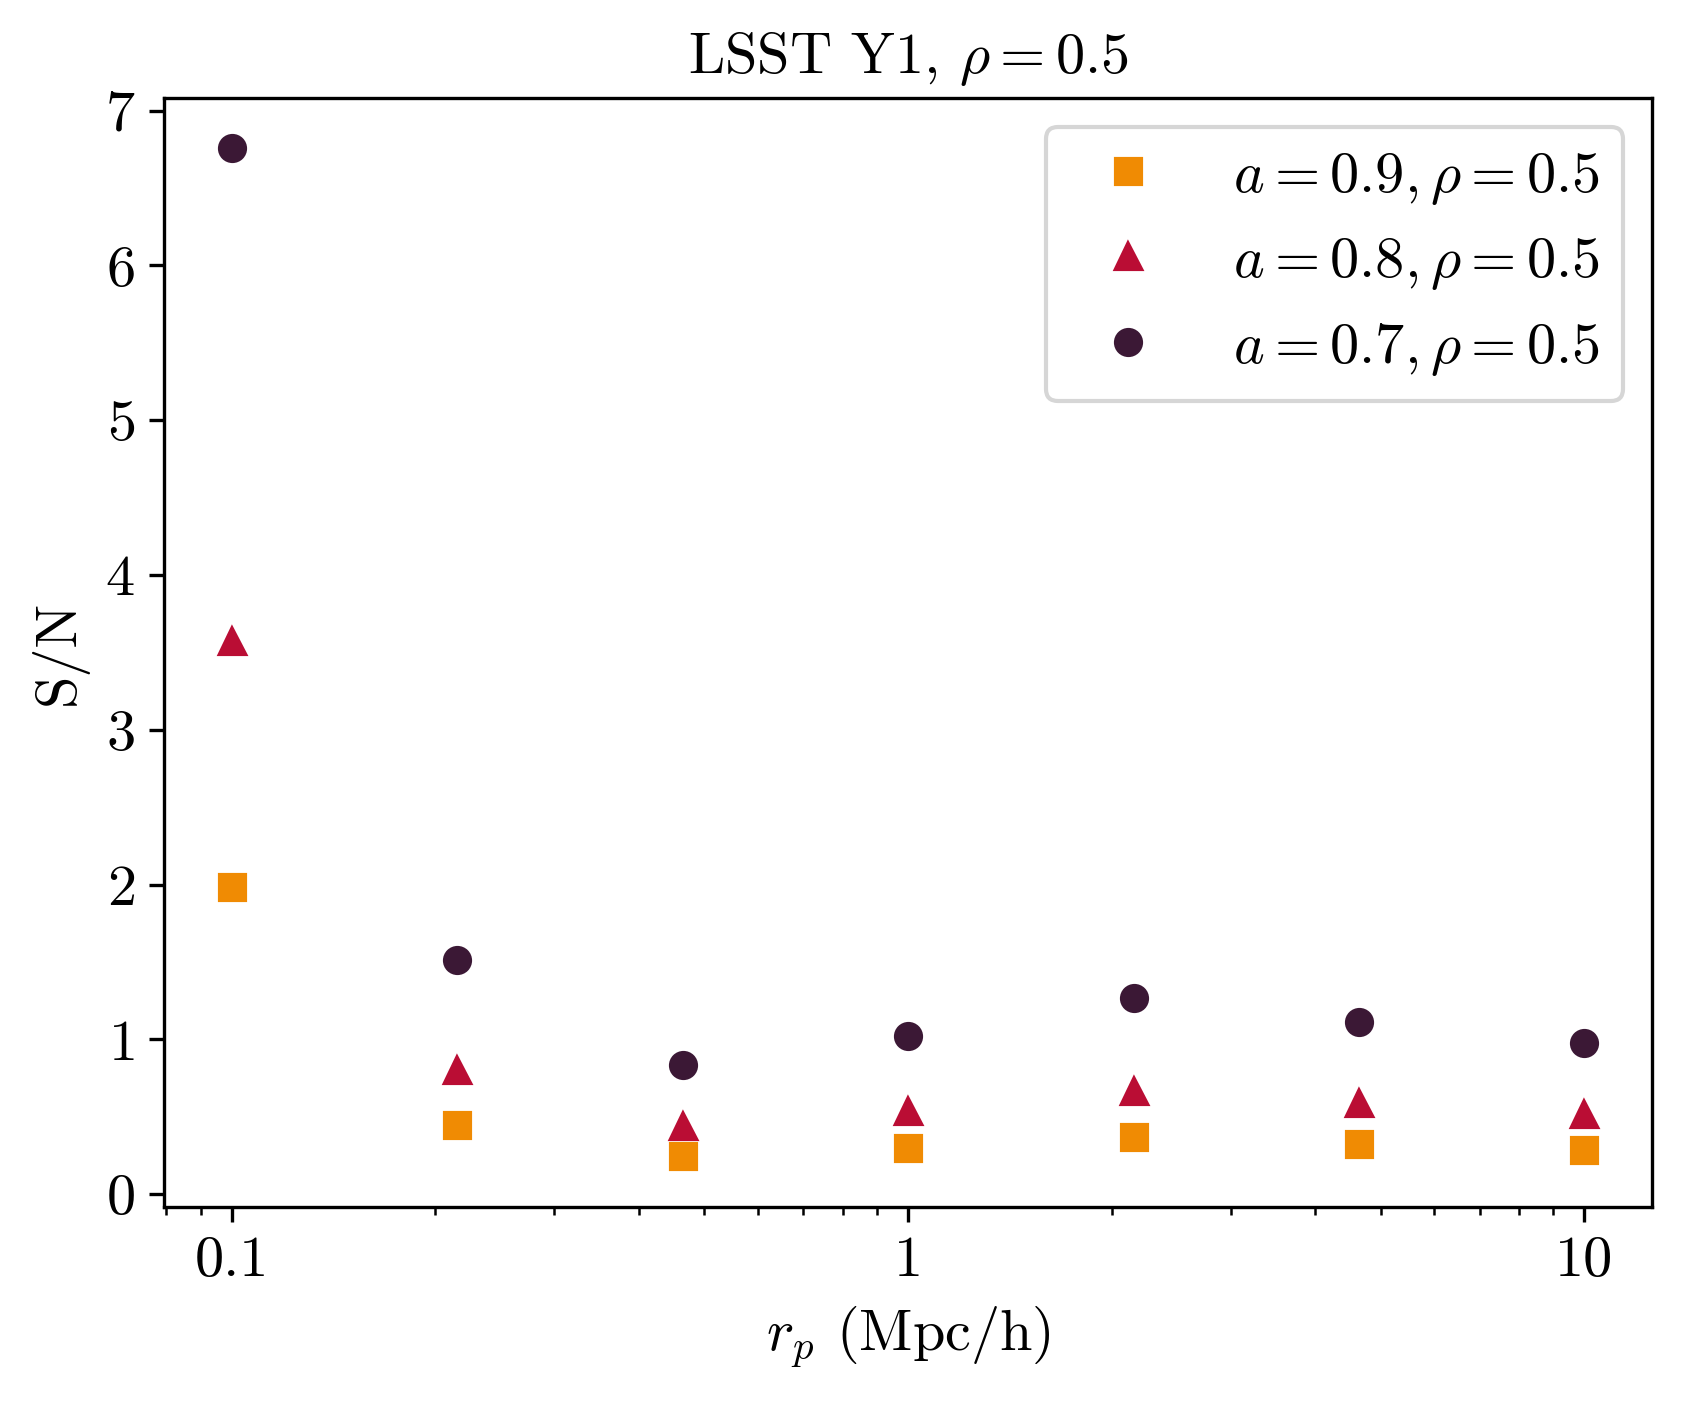 LSST Y1, ρ = 0.5
7
6
5
4
3
2
1
0
S/N
a = 0.9, ρ = 0.5
a = 0.8, ρ = 0.5
a = 0.7, ρ = 0.5
0.1 1 10
r_p (Mpc/h)